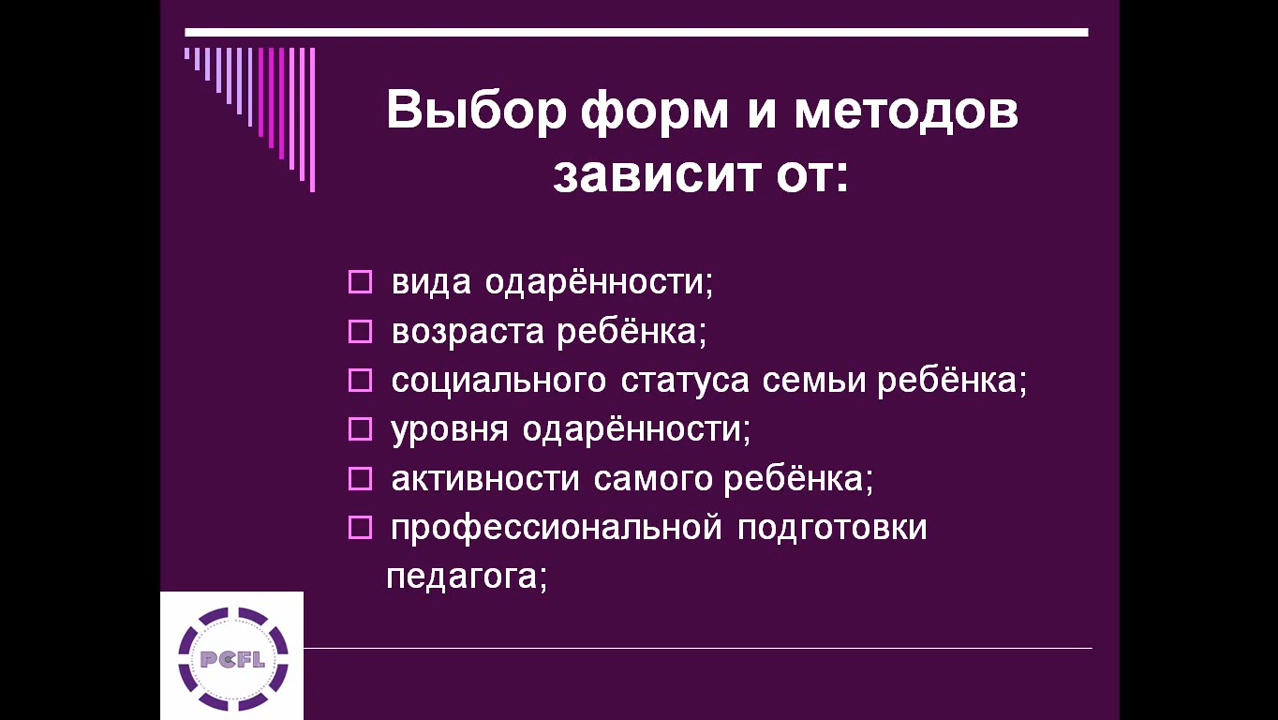 Выбор форм и методов
зависит от:
вида одарённости;
возраста ребёнка;
социального статуса семьи ребёнка;
уровня одарённости;
активности самого ребёнка;
профессиональной подготовки
педагога;
PCFL